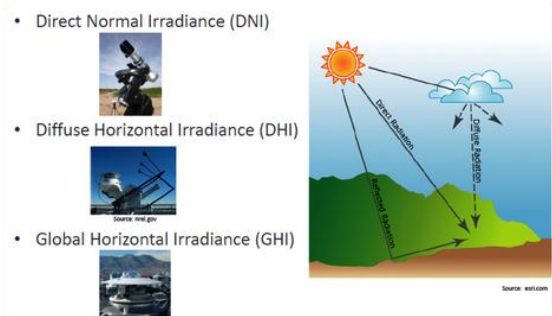 • Direct Normal Irradiance (DNI)
• Diffuse Horizontal Irradiance (DHI)
Source: nrel.gov
• Global Horizontal Irradiance (GHI)
Direct Radiation
Diffuse Radiation
Reflected Radiation
Source: esri.com